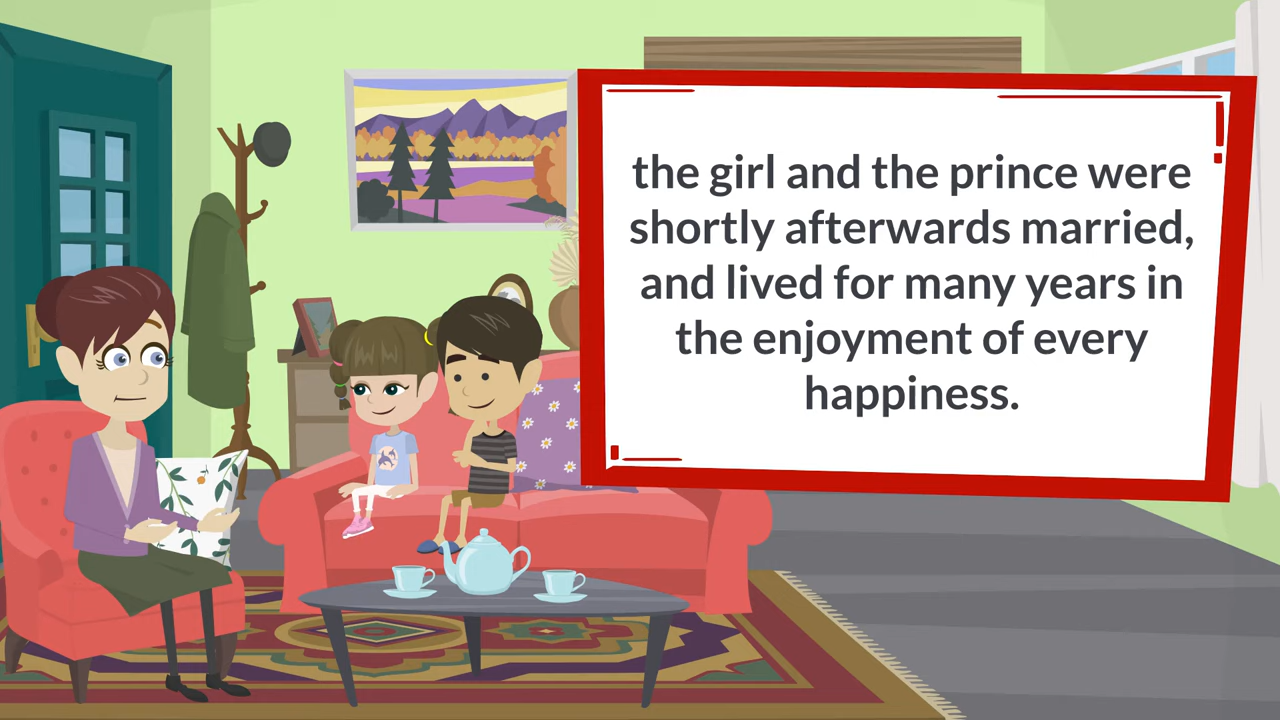 the girl and the prince were
shortly afterwards married,
and lived for many years in
the enjoyment of every
happiness.